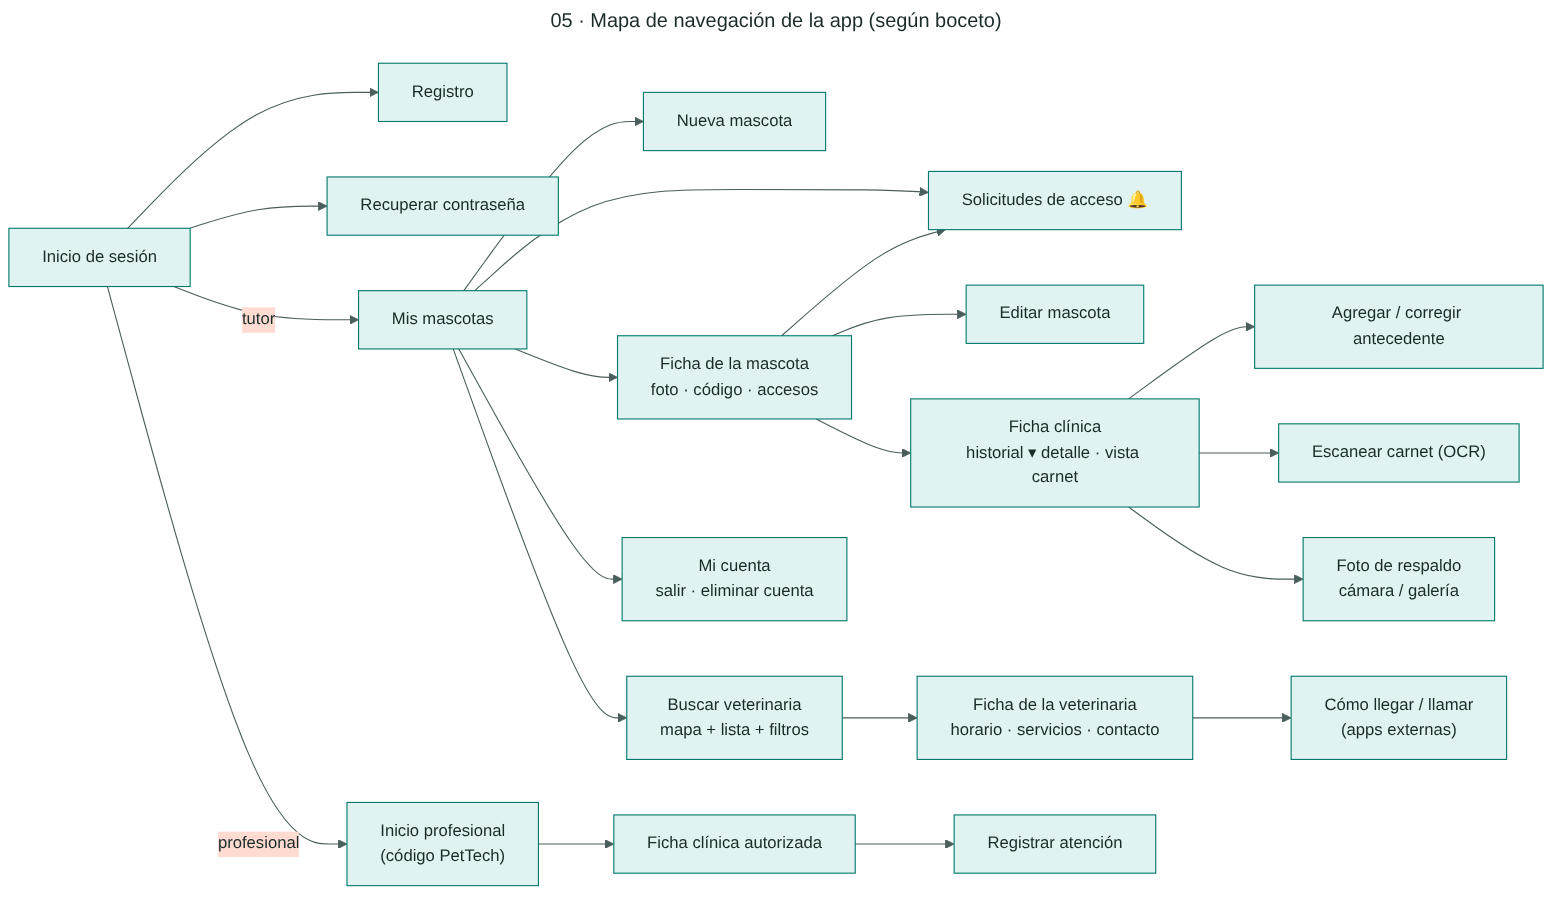 05 · Mapa de navegación de la app (según boceto)
Registro
Nueva mascota
Recuperar contraseña
Solicitudes de acceso 🔔
Inicio de sesión
tutor
Mis mascotas
Editar mascota
Agregar / corregir
antecedente
Ficha de la mascota
foto · código · accesos
Ficha clínica
historial ▾ detalle · vista
carnet
Escanear carnet (OCR)
Mi cuenta
salir · eliminar cuenta
Foto de respaldo
cámara / galería
Buscar veterinaria
mapa + lista + filtros
Ficha de la veterinaria
horario · servicios · contacto
Cómo llegar / llamar
(apps externas)
profesional
Inicio profesional
(código PetTech)
Ficha clínica autorizada
Registrar atención